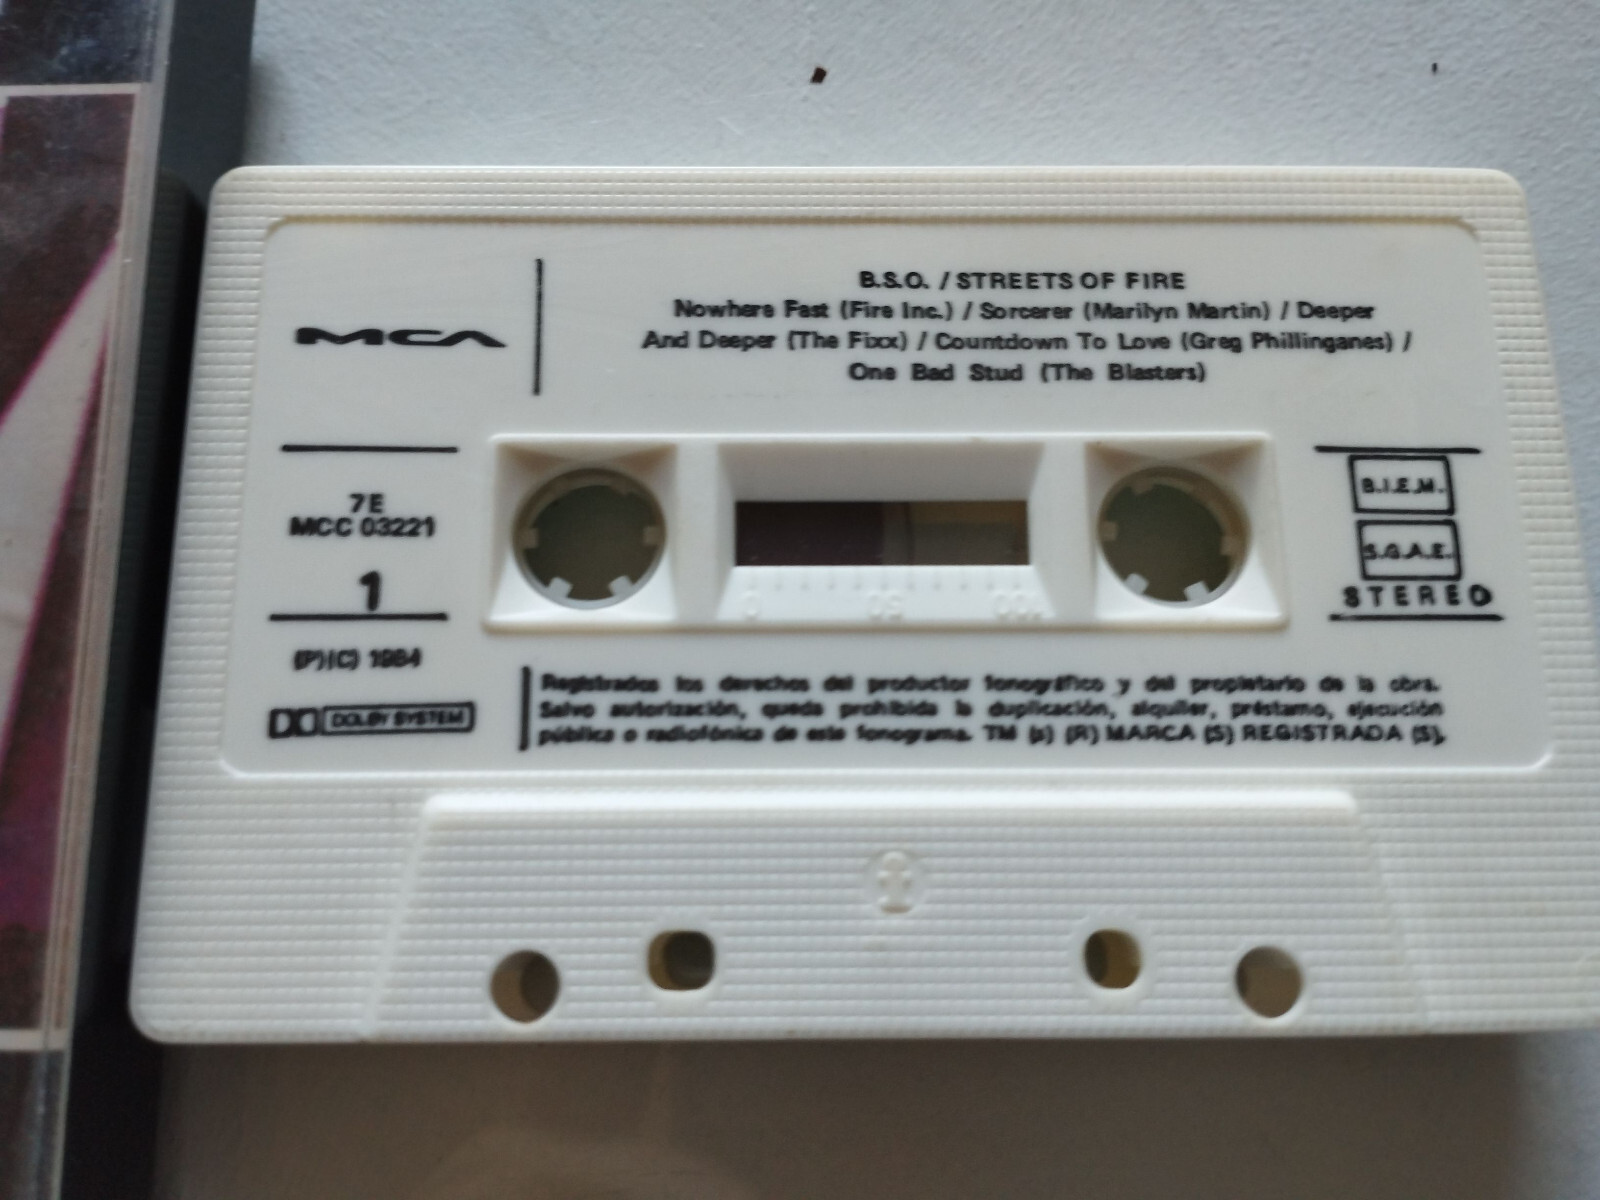 B.S.O. / STREETS OF FIRE
Nowhere Fast (Fire Inc.) / Sorcerer (Marilyn Martin) / Deeper
And Deeper (The Fixx) / Countdown To Love (Greg Phillinganes) /
One Bad Stud (The Blasters)
MCA
7E
MCC 03221
1
(P)(C) 1984
DOLBY SYSTEM
0 50 100
B.I.E.M.
S.G.A.E.
STEREO
Registrados los derechos del productor fonográfico y del propietario de la obra.
Salvo autorización, queda prohibida la duplicación, alquiler, préstamo, ejecución
pública o radiofónica de este fonograma. TM (s) (R) MARCA (S) REGISTRADA (S).